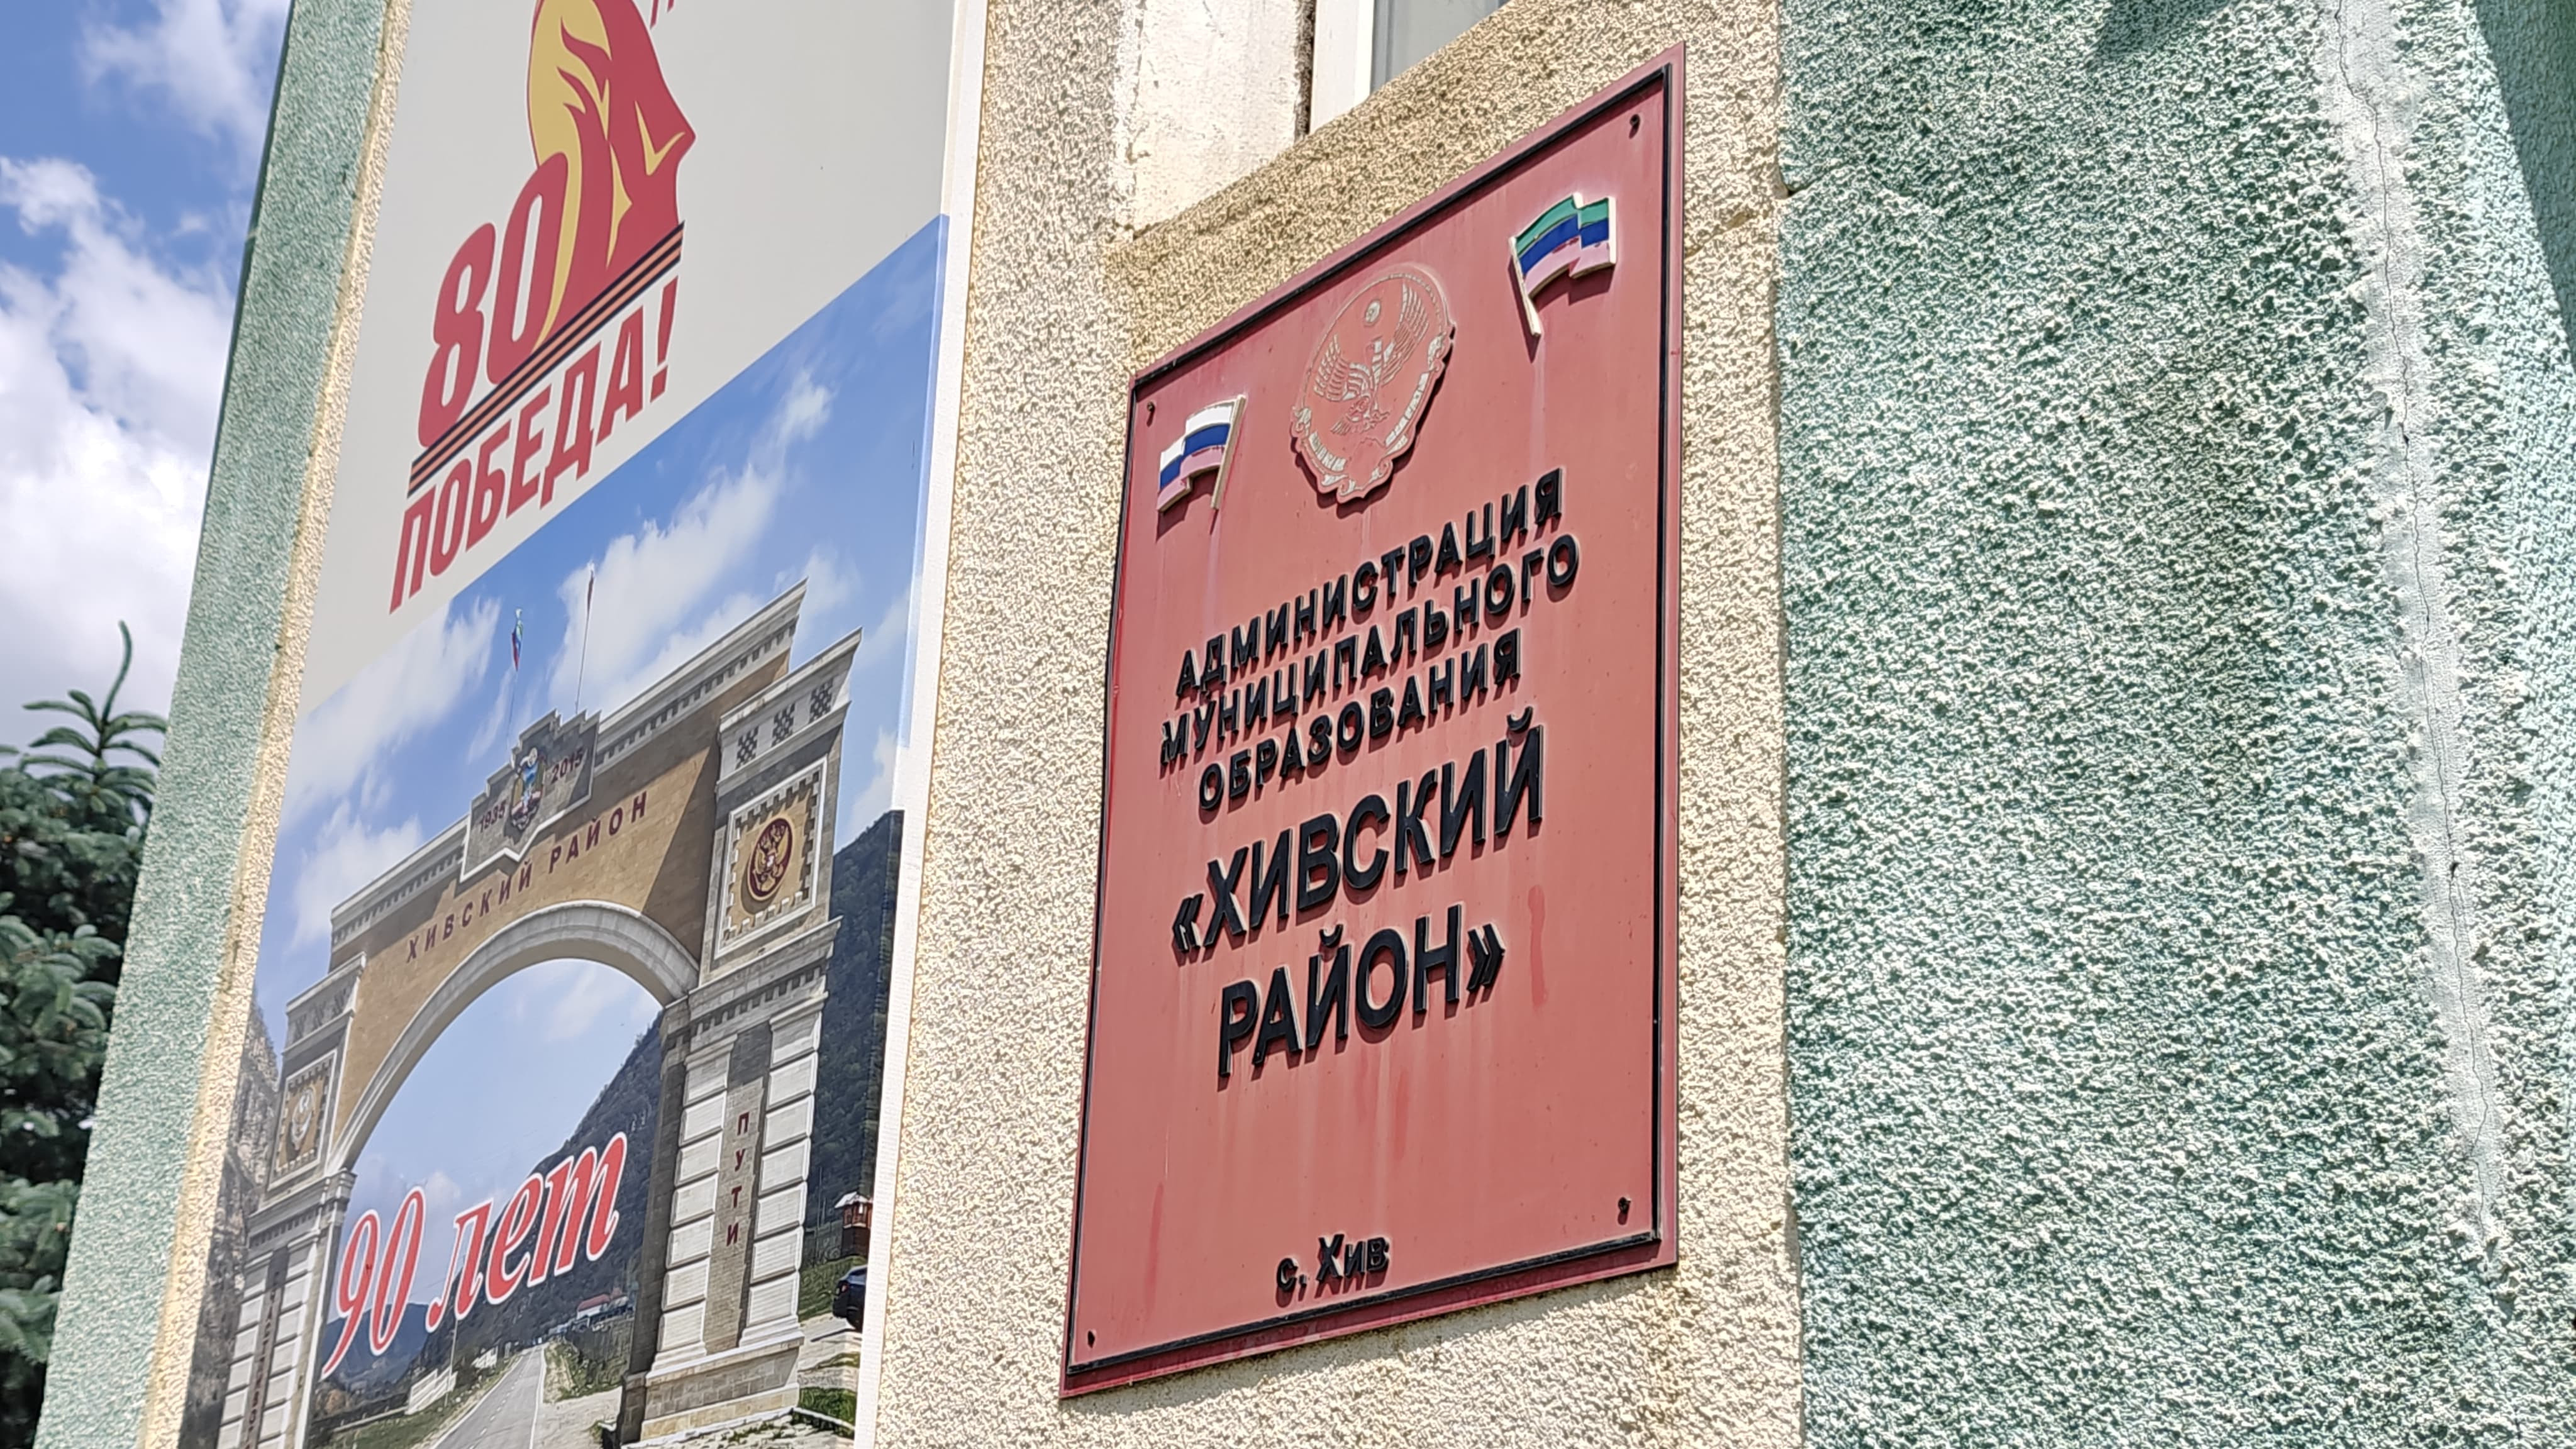 80
ПОБЕДА!
1935 2015
ХИВСКИЙ РАЙОН
ПУТИ
90 лет
АДМИНИСТРАЦИЯ
МУНИЦИПАЛЬНОГО
ОБРАЗОВАНИЯ
«ХИВСКИЙ
РАЙОН»
с. Хив